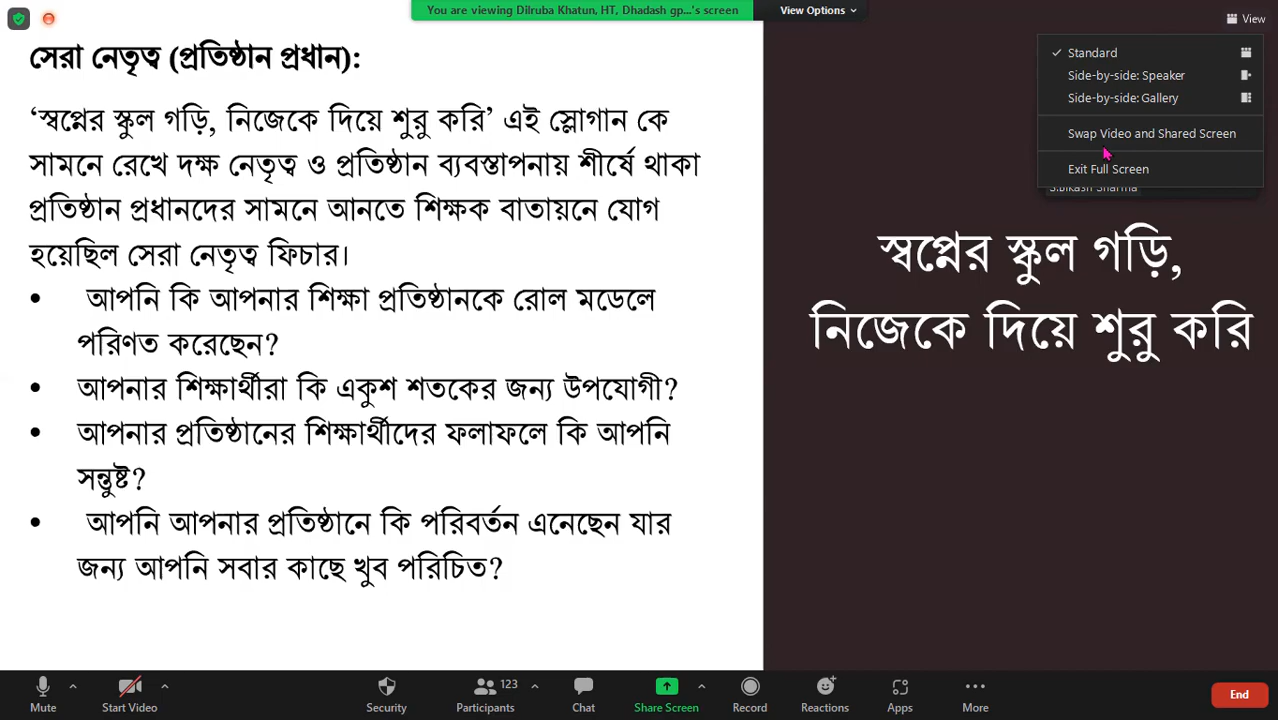 You are viewing Dilruba Khatun, HT, Dhadash gp...'s screen
View Options
View
Standard
Side-by-side: Speaker
Side-by-side: Gallery
Swap Video and Shared Screen
Exit Full Screen
S.Bikash Sharma
সেরা নেতৃত্ব (প্রতিষ্ঠান প্রধান):
‘স্বপ্নের স্কুল গড়ি, নিজেকে দিয়ে শুরু করি’ এই স্লোগান কে
সামনে রেখে দক্ষ নেতৃত্ব ও প্রতিষ্ঠান ব্যবস্তাপনায় শীর্ষে থাকা
প্রতিষ্ঠান প্রধানদের সামনে আনতে শিক্ষক বাতায়নে যোগ
হয়েছিল সেরা নেতৃত্ব ফিচার।
• আপনি কি আপনার শিক্ষা প্রতিষ্ঠানকে রোল মডেলে
পরিণত করেছেন?
• আপনার শিক্ষার্থীরা কি একুশ শতকের জন্য উপযোগী?
• আপনার প্রতিষ্ঠানের শিক্ষার্থীদের ফলাফলে কি আপনি
সন্তুষ্ট?
• আপনি আপনার প্রতিষ্ঠানে কি পরিবর্তন এনেছেন যার
জন্য আপনি সবার কাছে খুব পরিচিত?
স্বপ্নের স্কুল গড়ি,
নিজেকে দিয়ে শুরু করি
Mute
Start Video
Security
123
Participants
Chat
Share Screen
Record
Reactions
Apps
More
End